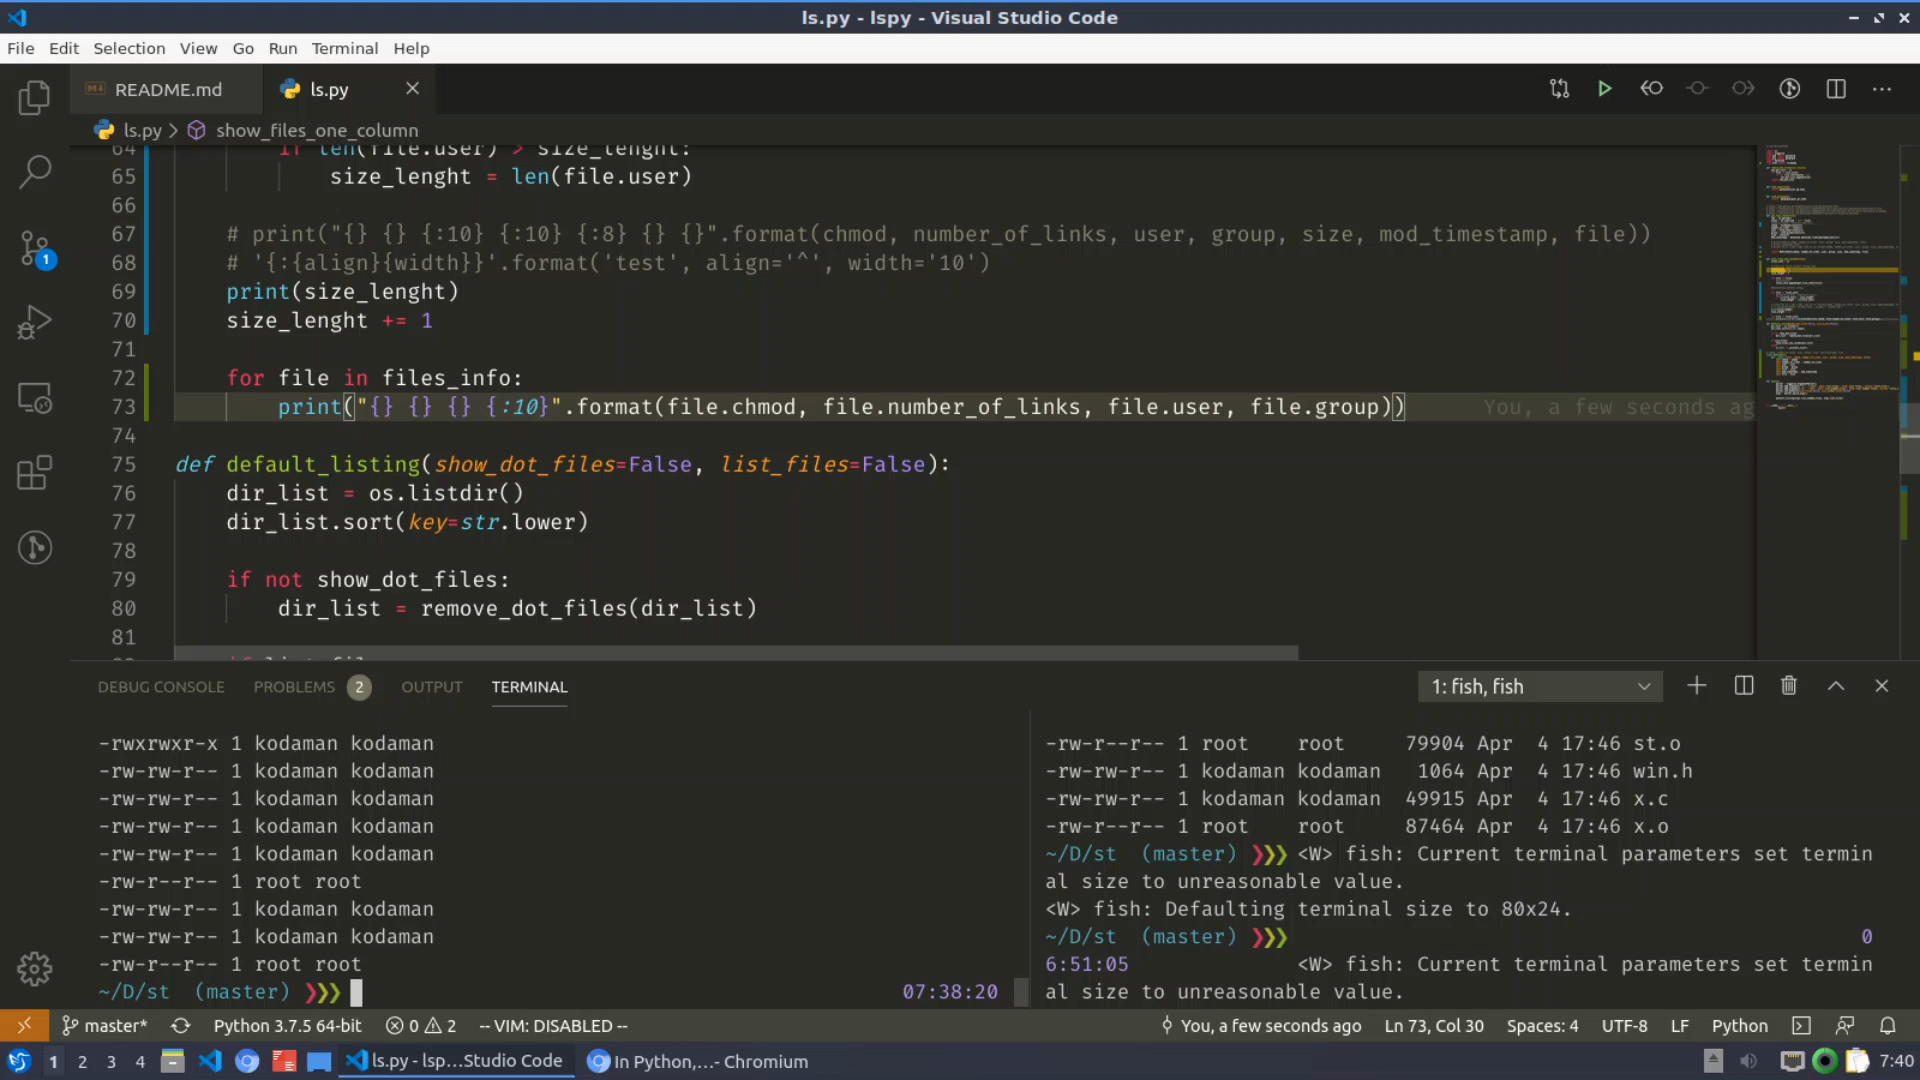 ls.py - lspy - Visual Studio Code
File Edit Selection View Go Run Terminal Help
README.md ls.py
ls.py > show_files_one_column
64 if len(file.user) > size_lenght:
65 size_lenght = len(file.user)
66
67 # print("{} {} {:10} {:10} {:8} {} {}".format(chmod, number_of_links, user, group, size, mod_timestamp, file))
68 # '{:{align}{width}}'.format('test', align='^', width='10')
69 print(size_lenght)
70 size_lenght += 1
71
72 for file in files_info:
73 print("{} {} {} {:10}".format(file.chmod, file.number_of_links, file.user, file.group)) You, a few seconds ag
74
75 def default_listing(show_dot_files=False, list_files=False):
76 dir_list = os.listdir()
77 dir_list.sort(key=str.lower)
78
79 if not show_dot_files:
80 dir_list = remove_dot_files(dir_list)
81
DEBUG CONSOLE PROBLEMS 2 OUTPUT TERMINAL 1: fish, fish
-rwxrwxr-x 1 kodaman kodaman
-rw-rw-r-- 1 kodaman kodaman
-rw-rw-r-- 1 kodaman kodaman
-rw-rw-r-- 1 kodaman kodaman
-rw-rw-r-- 1 kodaman kodaman
-rw-r--r-- 1 root root
-rw-rw-r-- 1 kodaman kodaman
-rw-rw-r-- 1 kodaman kodaman
-rw-r--r-- 1 root root
~/D/st (master) ❯❯❯ 07:38:20
-rw-r--r-- 1 root root 79904 Apr 4 17:46 st.o
-rw-rw-r-- 1 kodaman kodaman 1064 Apr 4 17:46 win.h
-rw-rw-r-- 1 kodaman kodaman 49915 Apr 4 17:46 x.c
-rw-r--r-- 1 root root 87464 Apr 4 17:46 x.o
~/D/st (master) ❯❯❯ <W> fish: Current terminal parameters set termin
al size to unreasonable value.
<W> fish: Defaulting terminal size to 80x24.
~/D/st (master) ❯❯❯ 0
6:51:05 <W> fish: Current terminal parameters set termin
al size to unreasonable value.
master* Python 3.7.5 64-bit 0 2 -- VIM: DISABLED -- You, a few seconds ago Ln 73, Col 30 Spaces: 4 UTF-8 LF Python
1 2 3 4 ls.py - lsp...Studio Code In Python,...- Chromium 7:40